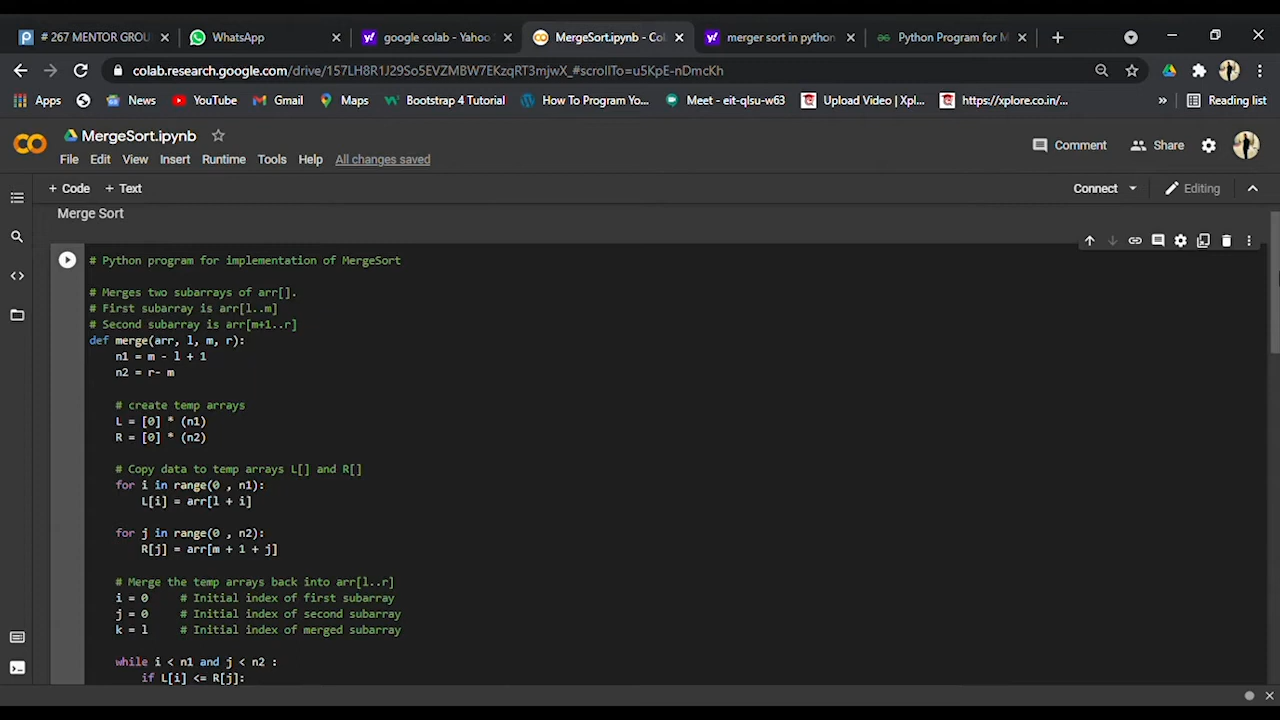 # 267 MENTOR GROU
WhatsApp
google colab - Yahoo
MergeSort.ipynb - Col
merger sort in python
Python Program for M
colab.research.google.com/drive/157LH8R1J29So5EVZMBW7EKzqRT3mjwX_#scrollTo=u5KpE-nDmcKh
Apps
News
YouTube
Gmail
Maps
Bootstrap 4 Tutorial
How To Program Yo...
Meet - eit-qlsu-w63
Upload Video | Xpl...
https://xplore.co.in/...
»
Reading list
MergeSort.ipynb
File Edit View Insert Runtime Tools Help All changes saved
Comment
Share
+ Code + Text
Connect
Editing
Merge Sort
# Python program for implementation of MergeSort
# Merges two subarrays of arr[].
# First subarray is arr[l..m]
# Second subarray is arr[m+1..r]
def merge(arr, l, m, r):
n1 = m - l + 1
n2 = r- m
# create temp arrays
L = [0] * (n1)
R = [0] * (n2)
# Copy data to temp arrays L[] and R[]
for i in range(0 , n1):
L[i] = arr[l + i]
for j in range(0 , n2):
R[j] = arr[m + 1 + j]
# Merge the temp arrays back into arr[l..r]
i = 0 # Initial index of first subarray
j = 0 # Initial index of second subarray
k = l # Initial index of merged subarray
while i < n1 and j < n2 :
if L[i] <= R[j]: